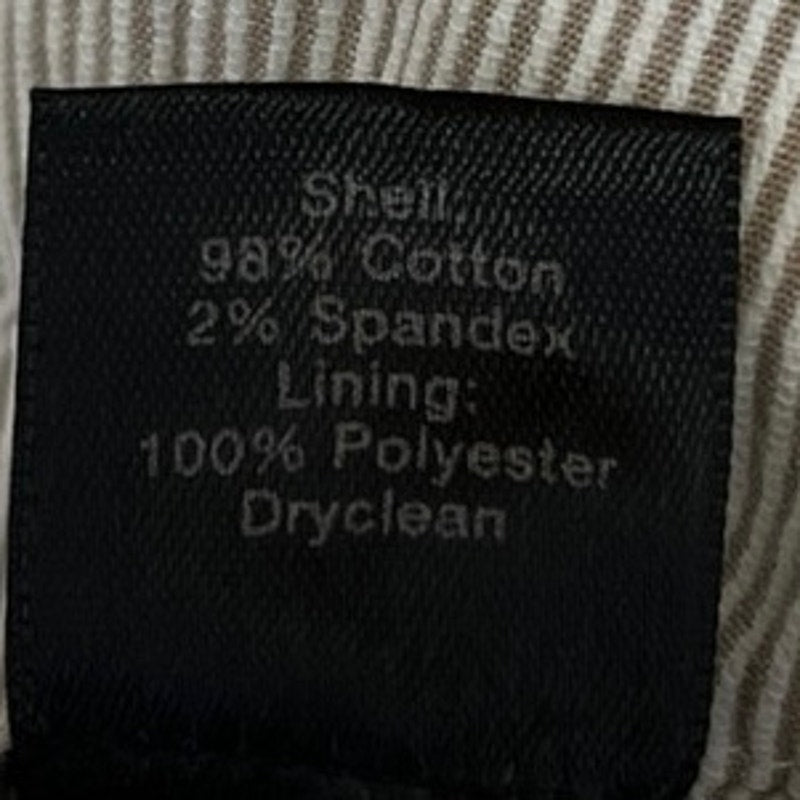 Shell:
98% Cotton
2% Spandex
Lining:
100% Polyester
Dryclean